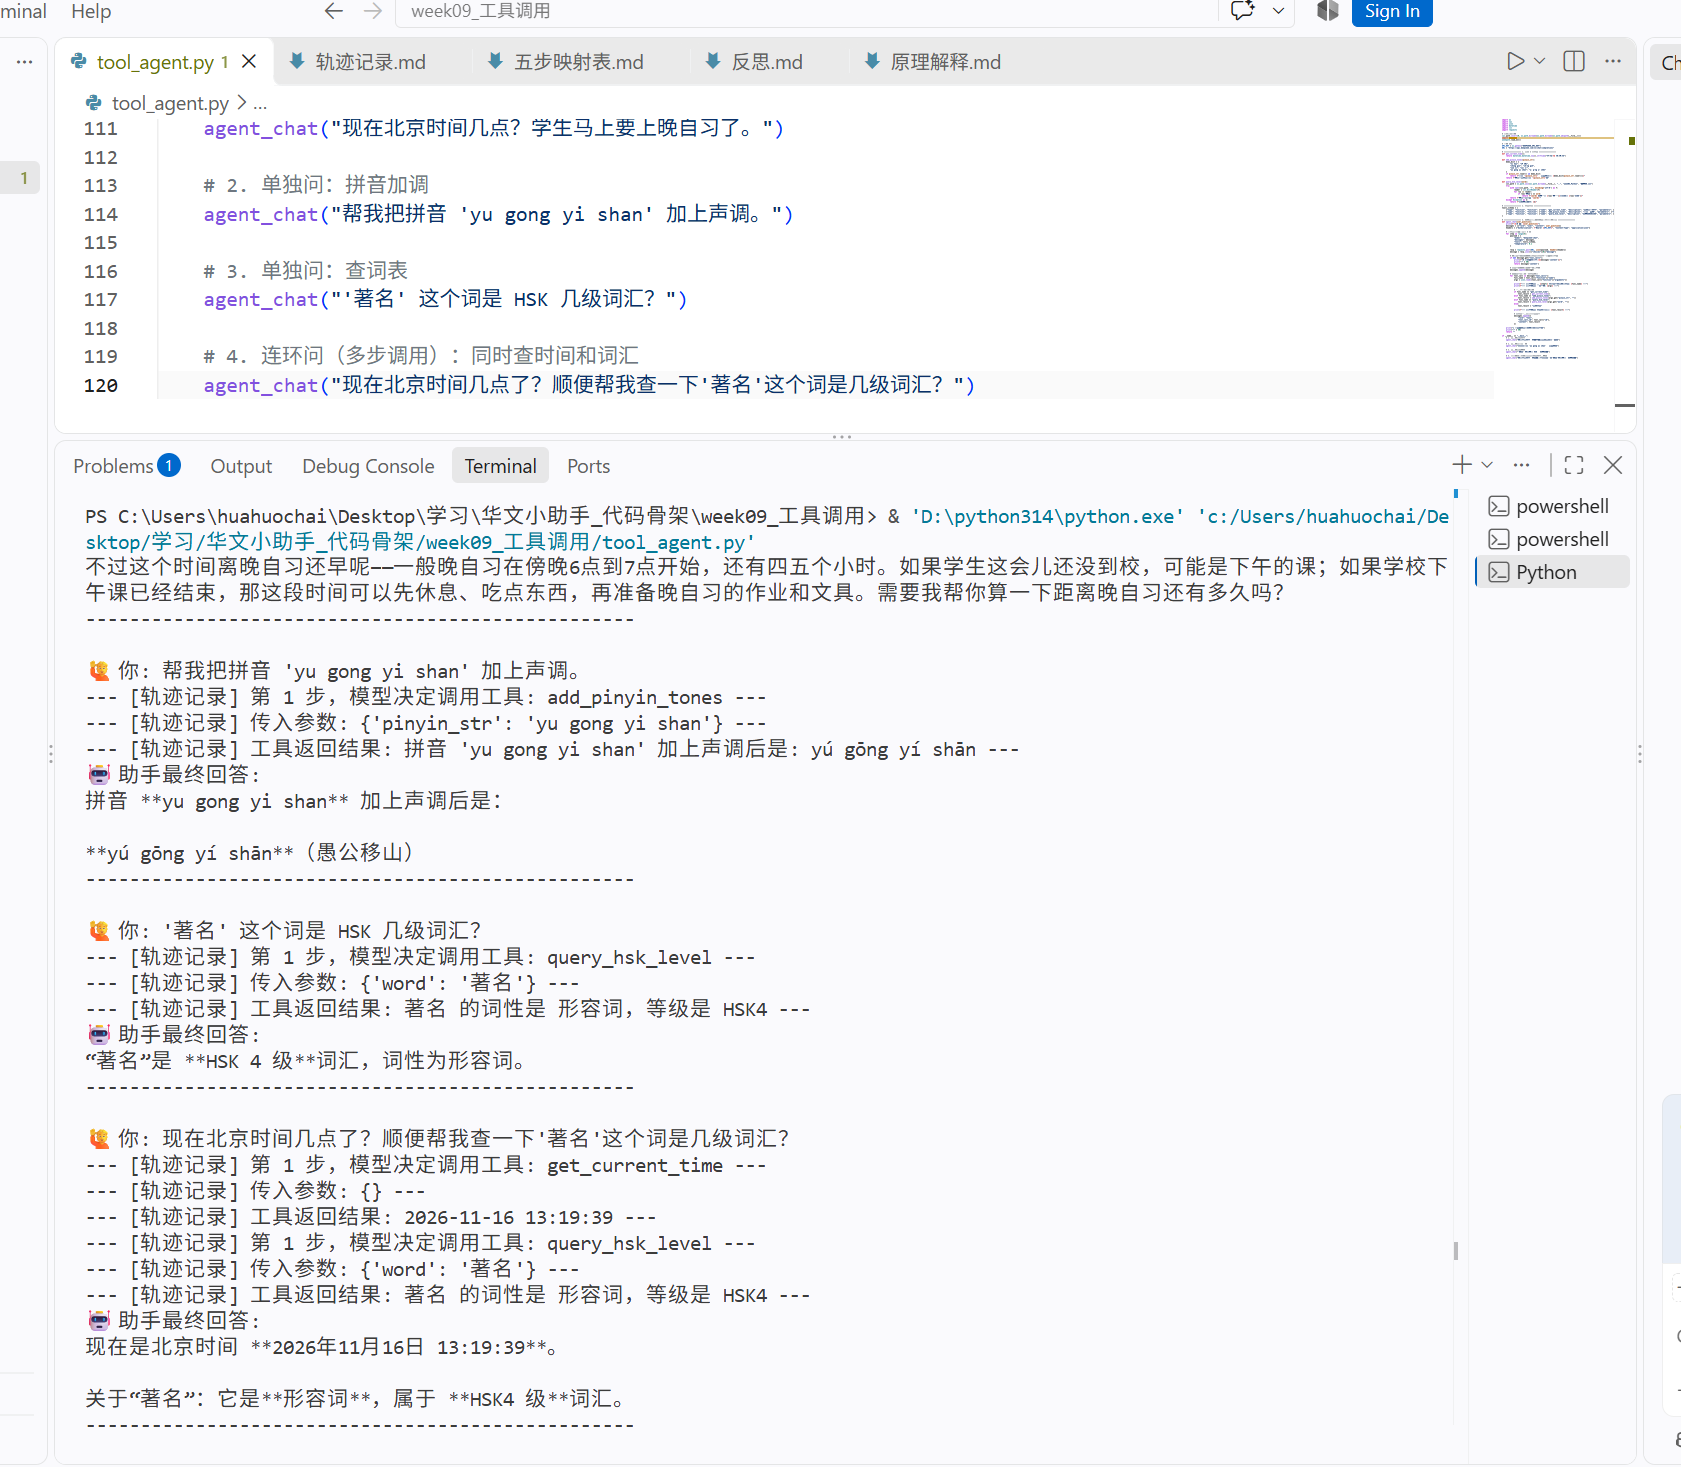 minal Help
week09_工具调用
Sign In
tool_agent.py 1
轨迹记录.md
五步映射表.md
反思.md
原理解释.md
tool_agent.py > ...
1
111 agent_chat("现在北京时间几点？学生马上要上晚自习了。")
112
113 # 2. 单独问：拼音加调
114 agent_chat("帮我把拼音 'yu gong yi shan' 加上声调。")
115
116 # 3. 单独问：查词表
117 agent_chat("'著名' 这个词是 HSK 几级词汇？")
118
119 # 4. 连环问（多步调用）：同时查时间和词汇
120 agent_chat("现在北京时间几点了？顺便帮我查一下'著名'这个词是几级词汇？")
Problems 1 Output Debug Console Terminal Ports
powershell
powershell
Python
PS C:\Users\huahuochai\Desktop\学习\华文小助手_代码骨架\week09_工具调用> & 'D:\python314\python.exe' 'c:/Users/huahuochai/De
sktop/学习/华文小助手_代码骨架/week09_工具调用/tool_agent.py'
不过这个时间离晚自习还早呢——一般晚自习在傍晚6点到7点开始，还有四五个小时。如果学生这会儿还没到校，可能是下午的课；如果学校下
午课已经结束，那这段时间可以先休息、吃点东西，再准备晚自习的作业和文具。需要我帮你算一下距离晚自习还有多久吗？
--------------------------------------------------
🙋 你: 帮我把拼音 'yu gong yi shan' 加上声调。
--- [轨迹记录] 第 1 步，模型决定调用工具: add_pinyin_tones ---
--- [轨迹记录] 传入参数: {'pinyin_str': 'yu gong yi shan'} ---
--- [轨迹记录] 工具返回结果: 拼音 'yu gong yi shan' 加上声调后是: yú gōng yí shān ---
🤖 助手最终回答:
拼音 **yu gong yi shan** 加上声调后是：
**yú gōng yí shān**（愚公移山）
--------------------------------------------------
🙋 你: '著名' 这个词是 HSK 几级词汇？
--- [轨迹记录] 第 1 步，模型决定调用工具: query_hsk_level ---
--- [轨迹记录] 传入参数: {'word': '著名'} ---
--- [轨迹记录] 工具返回结果: 著名 的词性是 形容词，等级是 HSK4 ---
🤖 助手最终回答:
“著名”是 **HSK 4 级**词汇，词性为形容词。
--------------------------------------------------
🙋 你: 现在北京时间几点了？顺便帮我查一下'著名'这个词是几级词汇？
--- [轨迹记录] 第 1 步，模型决定调用工具: get_current_time ---
--- [轨迹记录] 传入参数: {} ---
--- [轨迹记录] 工具返回结果: 2026-11-16 13:19:39 ---
--- [轨迹记录] 第 1 步，模型决定调用工具: query_hsk_level ---
--- [轨迹记录] 传入参数: {'word': '著名'} ---
--- [轨迹记录] 工具返回结果: 著名 的词性是 形容词，等级是 HSK4 ---
🤖 助手最终回答:
现在是北京时间 **2026年11月16日 13:19:39**。
关于“著名”：它是**形容词**，属于 **HSK4 级**词汇。
--------------------------------------------------